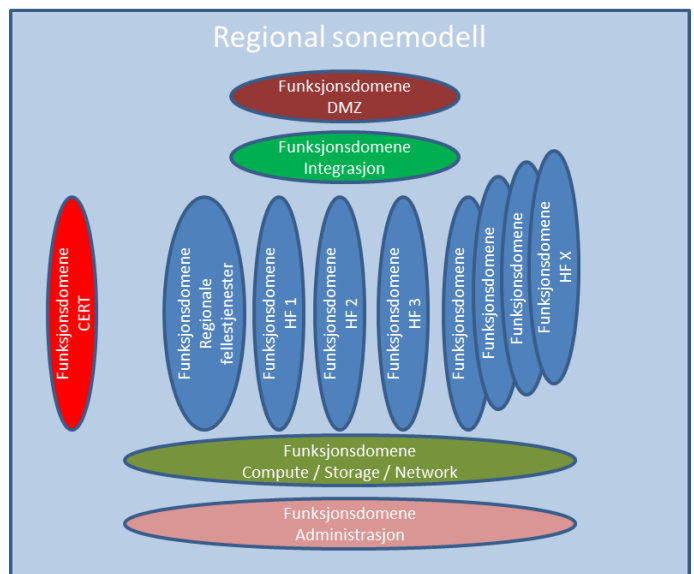 Regional sonemodell
Funksjonsdomene
DMZ
Funksjonsdomene
Integrasjon
Funksjonsdomene
CERT
Funksjonsdomene
Regionale
fellestjenester
Funksjonsdomene
HF 1
Funksjonsdomene
HF 2
Funksjonsdomene
HF 3
Funksjonsdomene
Funksjonsdomene
Funksjonsdomene
Funksjonsdomene
HF X
Funksjonsdomene
Compute / Storage / Network
Funksjonsdomene
Administrasjon